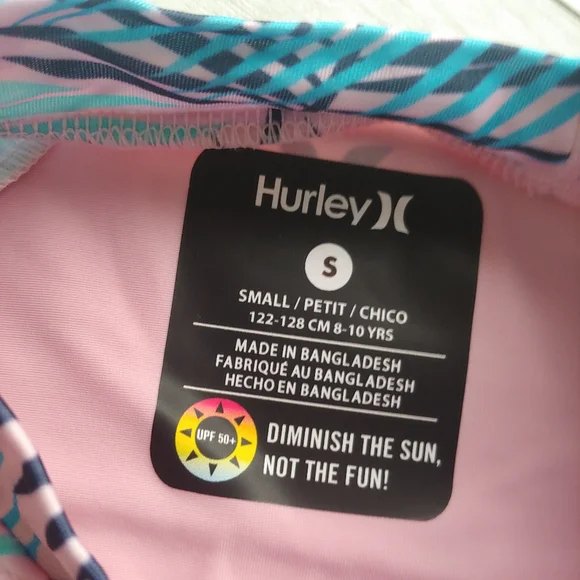 Hurley
S
SMALL / PETIT / CHICO
122-128 CM 8-10 YRS
MADE IN BANGLADESH
FABRIQUÉ AU BANGLADESH
HECHO EN BANGLADESH
UPF 50+
DIMINISH THE SUN,
NOT THE FUN!